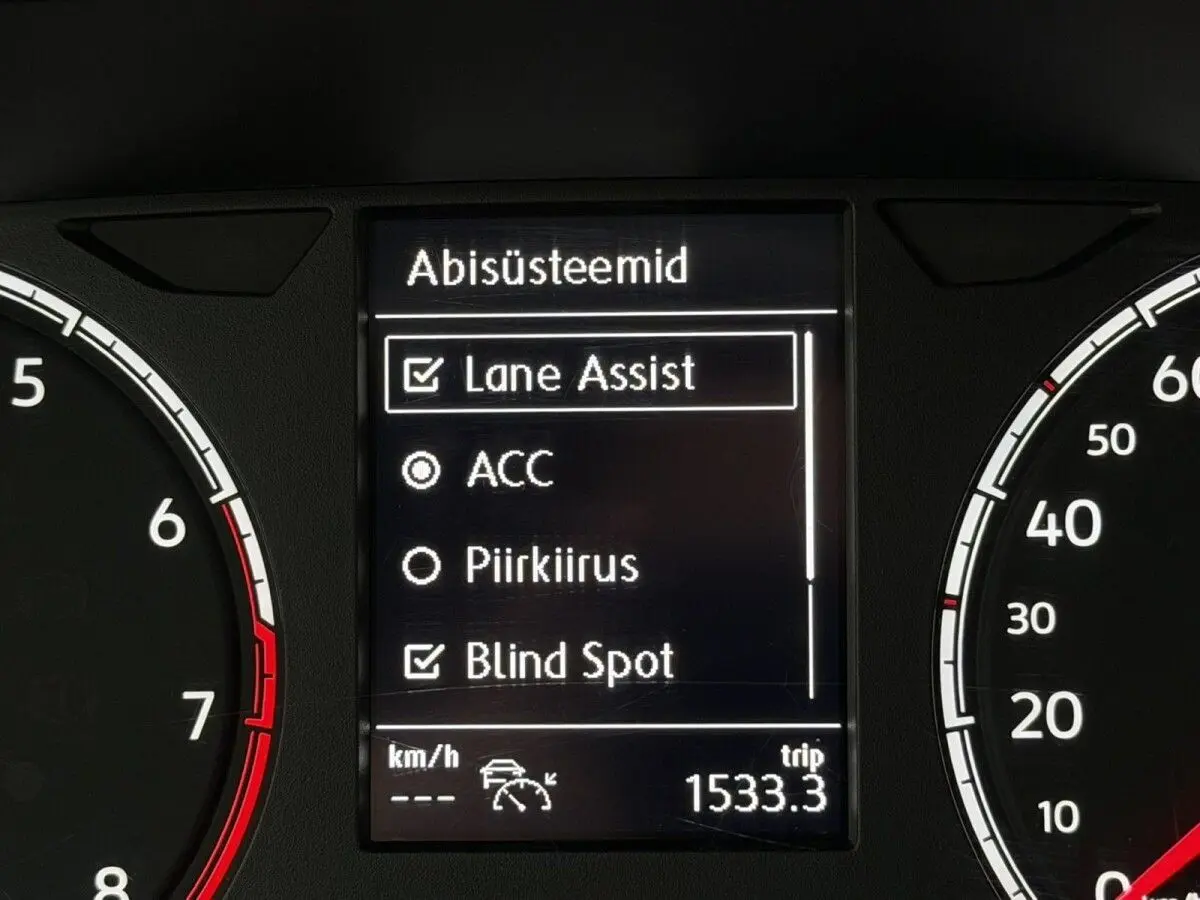 Abisüsteemid
Lane Assist
ACC
Piirkiirus
Blind Spot
km/h
---
trip
1533.3
5
6
7
8
60
50
40
30
20
10
0